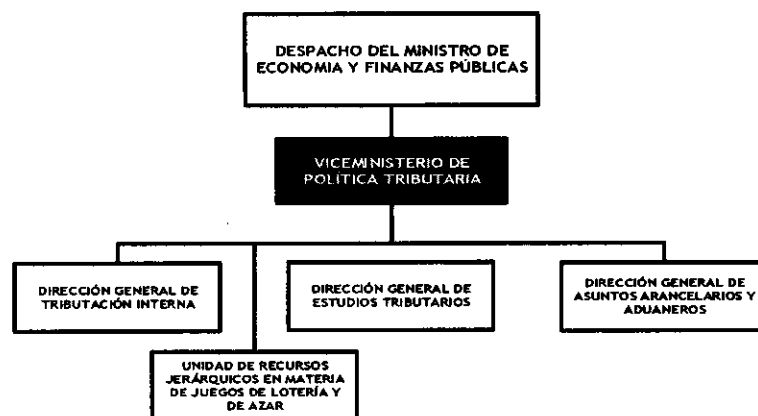 DESPACHO DEL MINISTRO DE
ECONOMIA Y FINANZAS PÚBLICAS
VICEMINISTERIO DE
POLÍTICA TRIBUTARIA
DIRECCIÓN GENERAL DE
TRIBUTACIÓN INTERNA
DIRECCIÓN GENERAL DE
ESTUDIOS TRIBUTARIOS
DIRECCIÓN GENERAL DE
ASUNTOS ARANCELARIOS Y
ADUANEROS
UNIDAD DE RECURSOS
JERÁRQUICOS EN MATERIA
DE JUEGOS DE LOTERÍA Y
DE AZAR